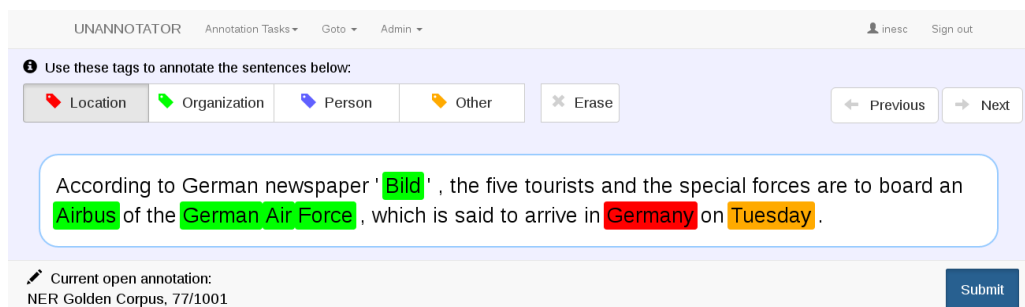 UNANNOTATOR Annotation Tasks Goto Admin inesc Sign out
Use these tags to annotate the sentences below:
Location Organization Person Other Erase Previous Next
According to German newspaper ' Bild ' , the five tourists and the special forces are to board an
Airbus of the German Air Force , which is said to arrive in Germany on Tuesday .
Current open annotation:
NER Golden Corpus, 77/1001
Submit